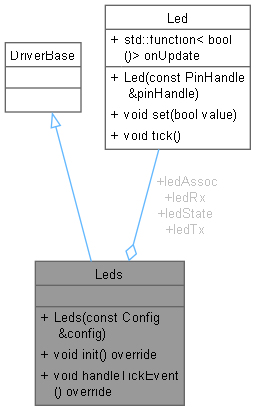 Led
+ std::function< bool
()> onUpdate
+ Led(const PinHandle
&pinHandle)
+ void set(bool value)
+ void tick()
DriverBase
+ledAssoc
+ledRx
+ledState
+ledTx
Leds
+ Leds(const Config
&config)
+ void init() override
+ void handleTickEvent
() override